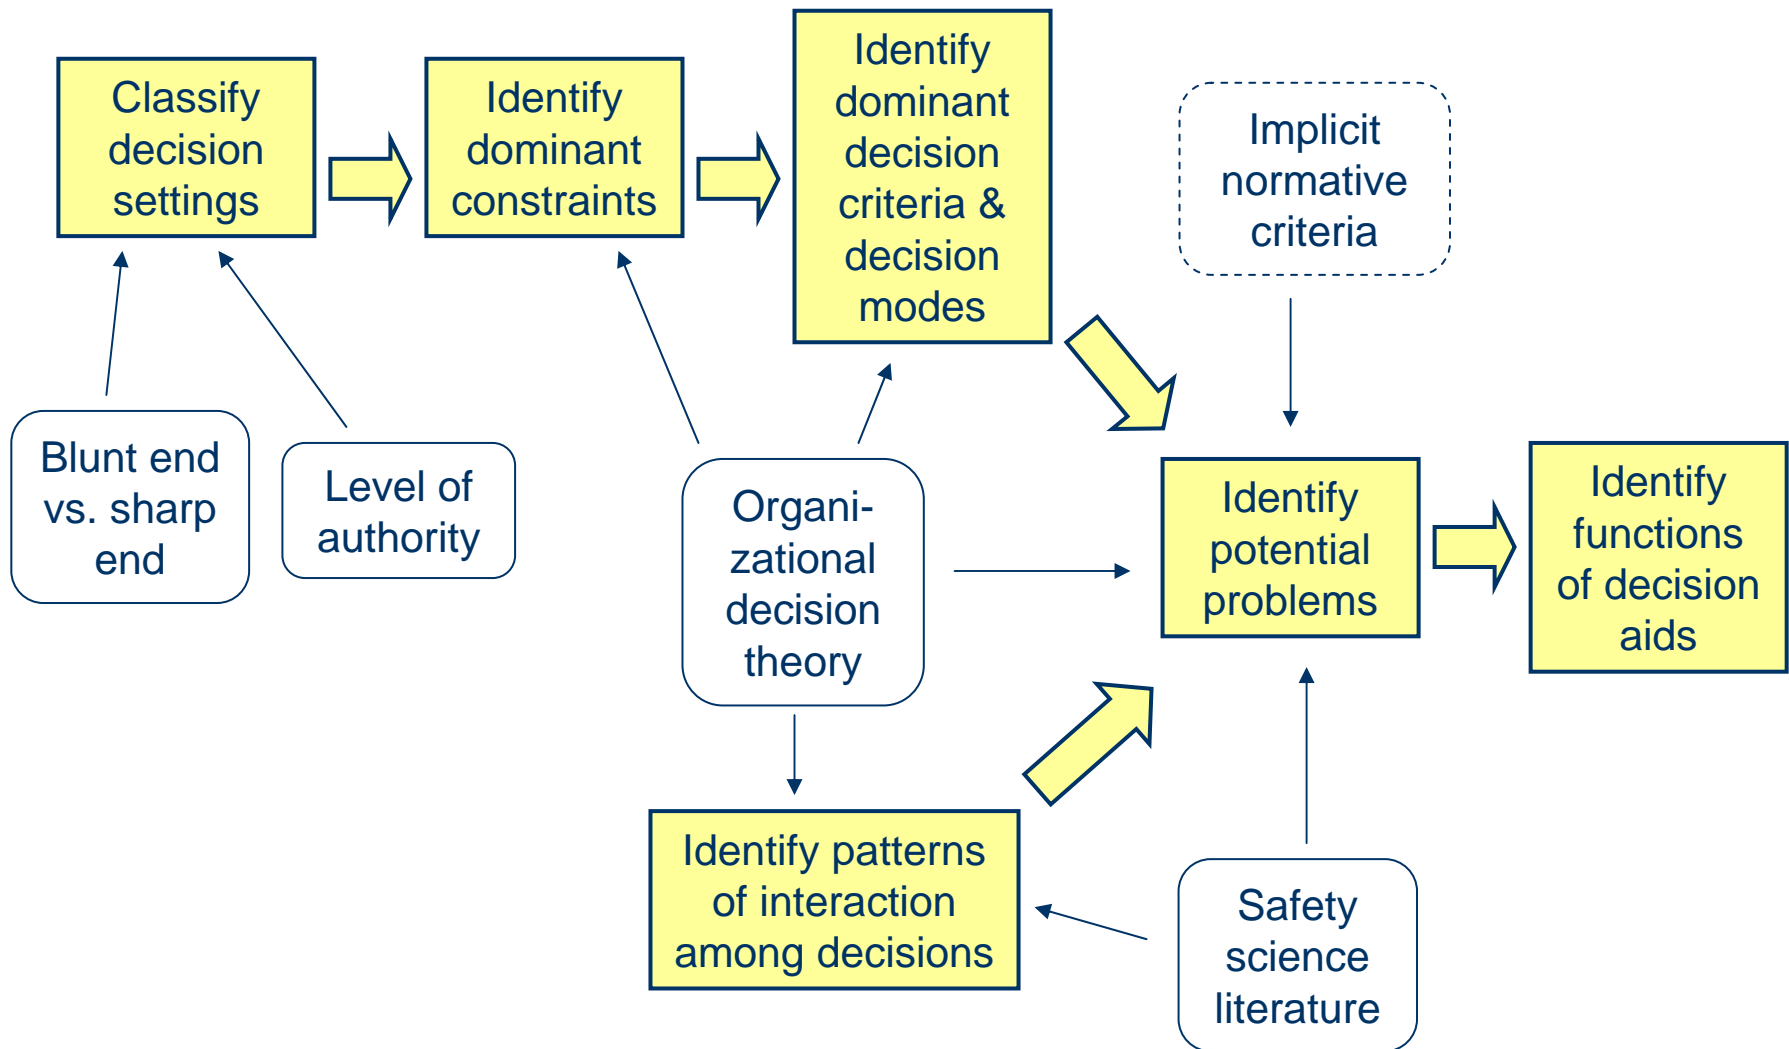 Classify
decision
settings
Identify
dominant
constraints
Identify
dominant
decision
criteria &
decision
modes
Implicit
normative
criteria
Blunt end
vs. sharp
end
Level of
authority
Organi-
zational
decision
theory
Identify
potential
problems
Identify
functions
of decision
aids
Identify patterns
of interaction
among decisions
Safety
science
literature